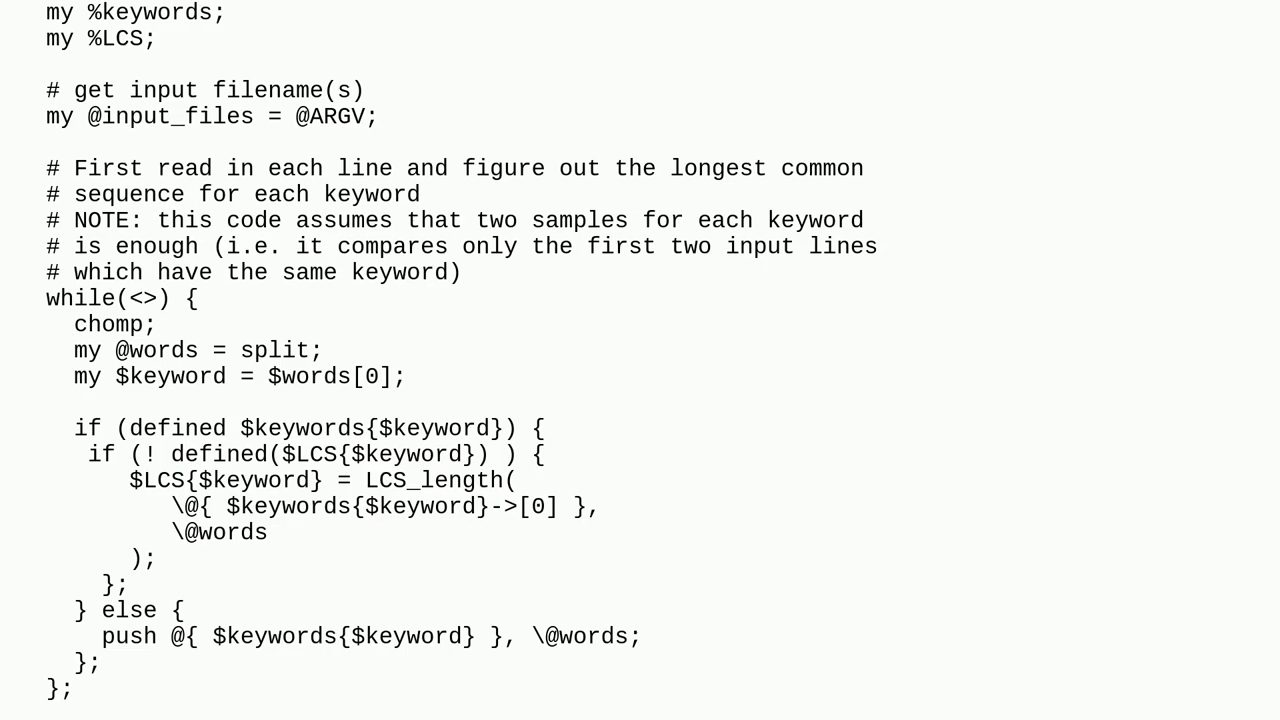 my %keywords;
my %LCS;

# get input filename(s)
my @input_files = @ARGV;

# First read in each line and figure out the longest common
# sequence for each keyword
# NOTE: this code assumes that two samples for each keyword
# is enough (i.e. it compares only the first two input lines
# which have the same keyword)
while(<>) {
  chomp;
  my @words = split;
  my $keyword = $words[0];

  if (defined $keywords{$keyword}) {
   if (! defined($LCS{$keyword}) ) {
      $LCS{$keyword} = LCS_length(
         \@{ $keywords{$keyword}->[0] },
         \@words
      );
    };
  } else {
    push @{ $keywords{$keyword} }, \@words;
  };
};